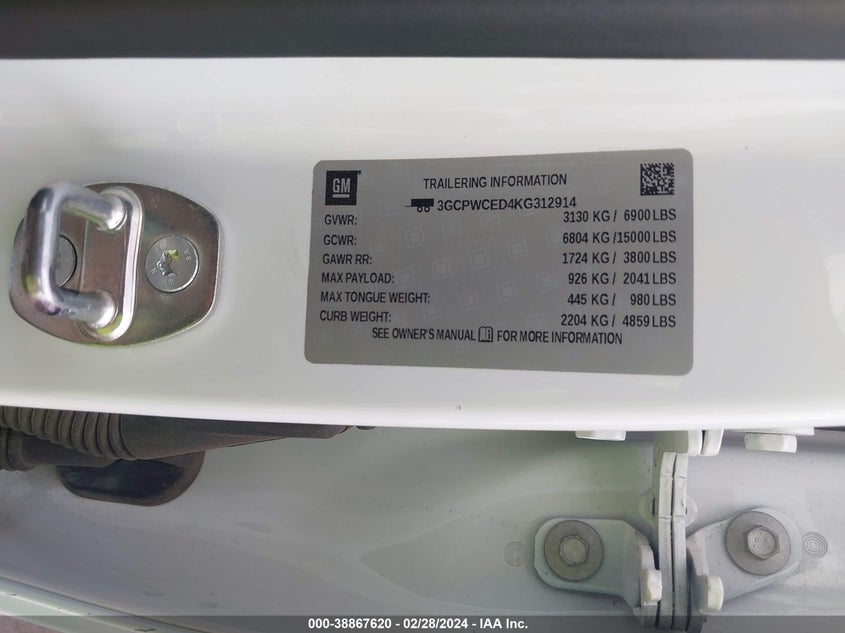 GM
TRAILERING INFORMATION
3GCPWCED4KG312914
GVWR: 3130 KG / 6900 LBS
GCWR: 6804 KG /15000 LBS
GAWR RR: 1724 KG / 3800 LBS
MAX PAYLOAD: 926 KG / 2041 LBS
MAX TONGUE WEIGHT: 445 KG / 980 LBS
CURB WEIGHT: 2204 KG / 4859 LBS
SEE OWNER'S MANUAL FOR MORE INFORMATION
000-38867620 - 02/28/2024 - IAA Inc.